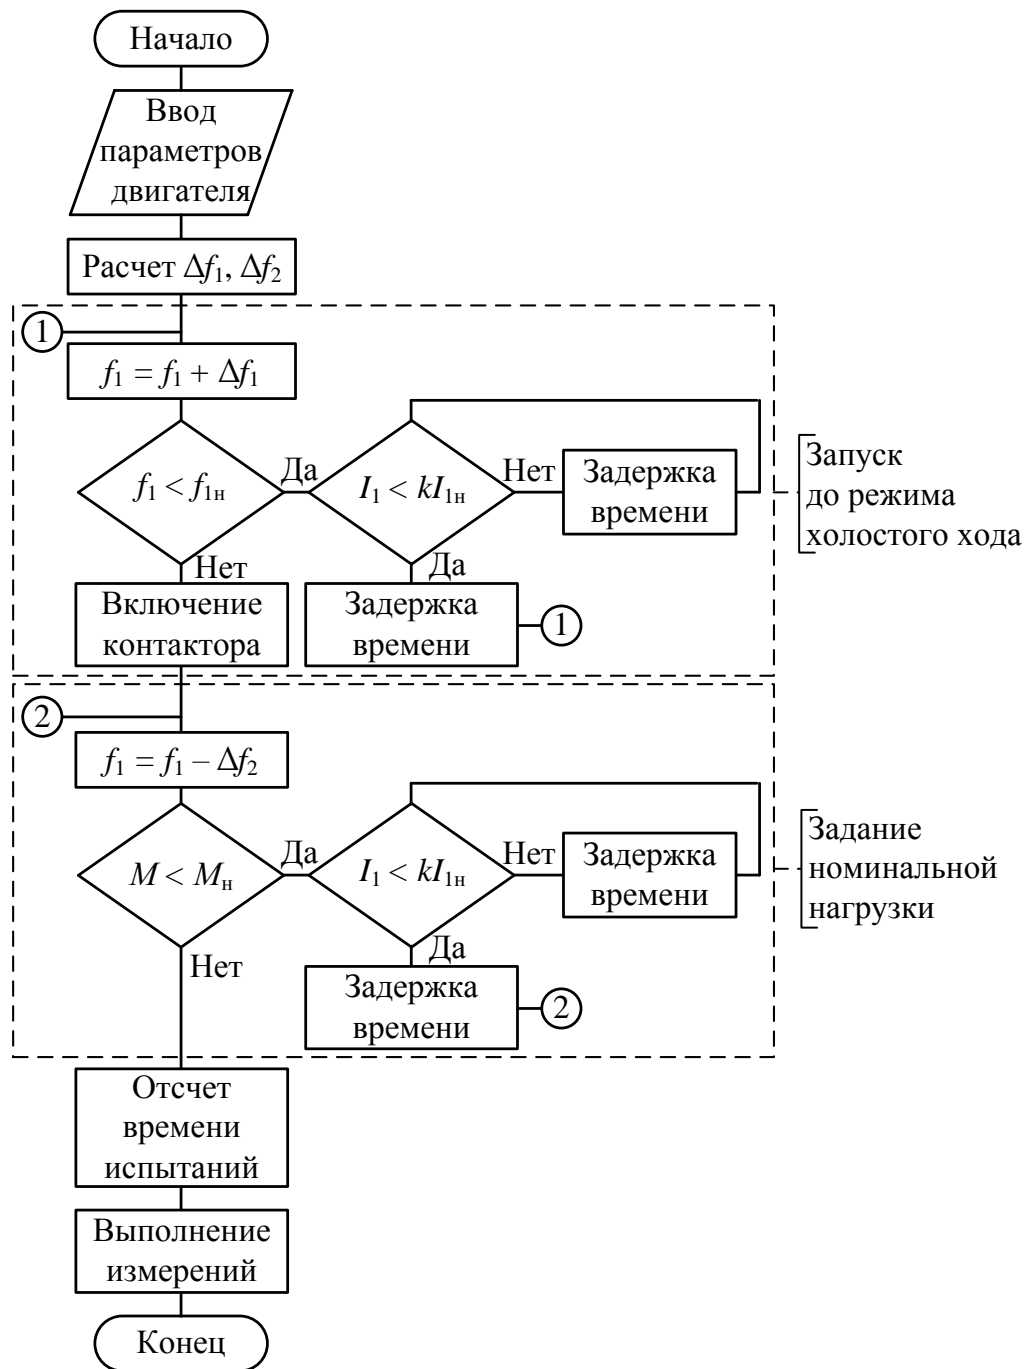 Начало
Ввод
параметров
двигателя
Расчет Δf₁, Δf₂
1
f₁ = f₁ + Δf₁
f₁ < f₁н
Да
I₁ < kI₁н
Нет
Задержка
времени
Нет
Да
Включение
контактора
Задержка
времени
1
Запуск
до режима
холостого хода
2
f₁ = f₁ – Δf₂
M < Mн
Да
I₁ < kI₁н
Нет
Задержка
времени
Нет
Да
Задержка
времени
2
Задание
номинальной
нагрузки
Отсчет
времени
испытаний
Выполнение
измерений
Конец